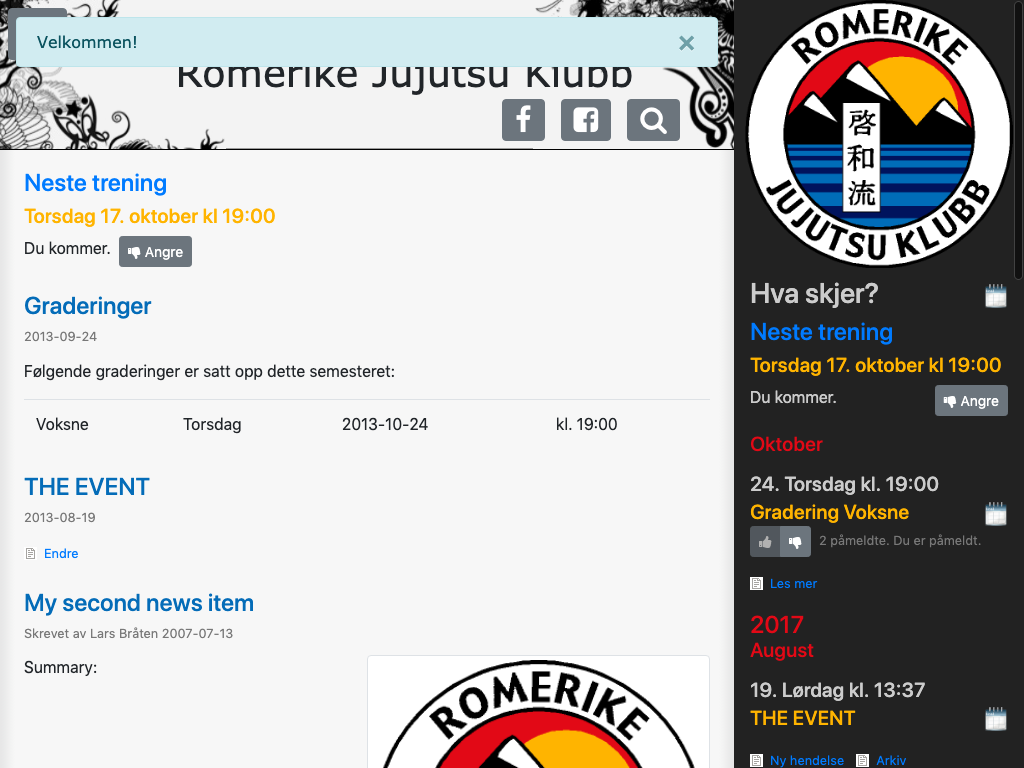 Velkommen! ×
Romerike Jujutsu Klubb
Neste trening
Torsdag 17. oktober kl 19:00
Du kommer. Angre
Graderinger
2013-09-24
Følgende graderinger er satt opp dette semesteret:
Voksne Torsdag 2013-10-24 kl. 19:00
THE EVENT
2013-08-19
Endre
My second news item
Skrevet av Lars Bråten 2007-07-13
Summary:
ROMERIKE
ROMERIKE
啓和流
JUJUTSU KLUBB
Hva skjer?
Neste trening
Torsdag 17. oktober kl 19:00
Du kommer. Angre
Oktober
24. Torsdag kl. 19:00
Gradering Voksne
2 påmeldte. Du er påmeldt.
Les mer
2017
August
19. Lørdag kl. 13:37
THE EVENT
Ny hendelse Arkiv